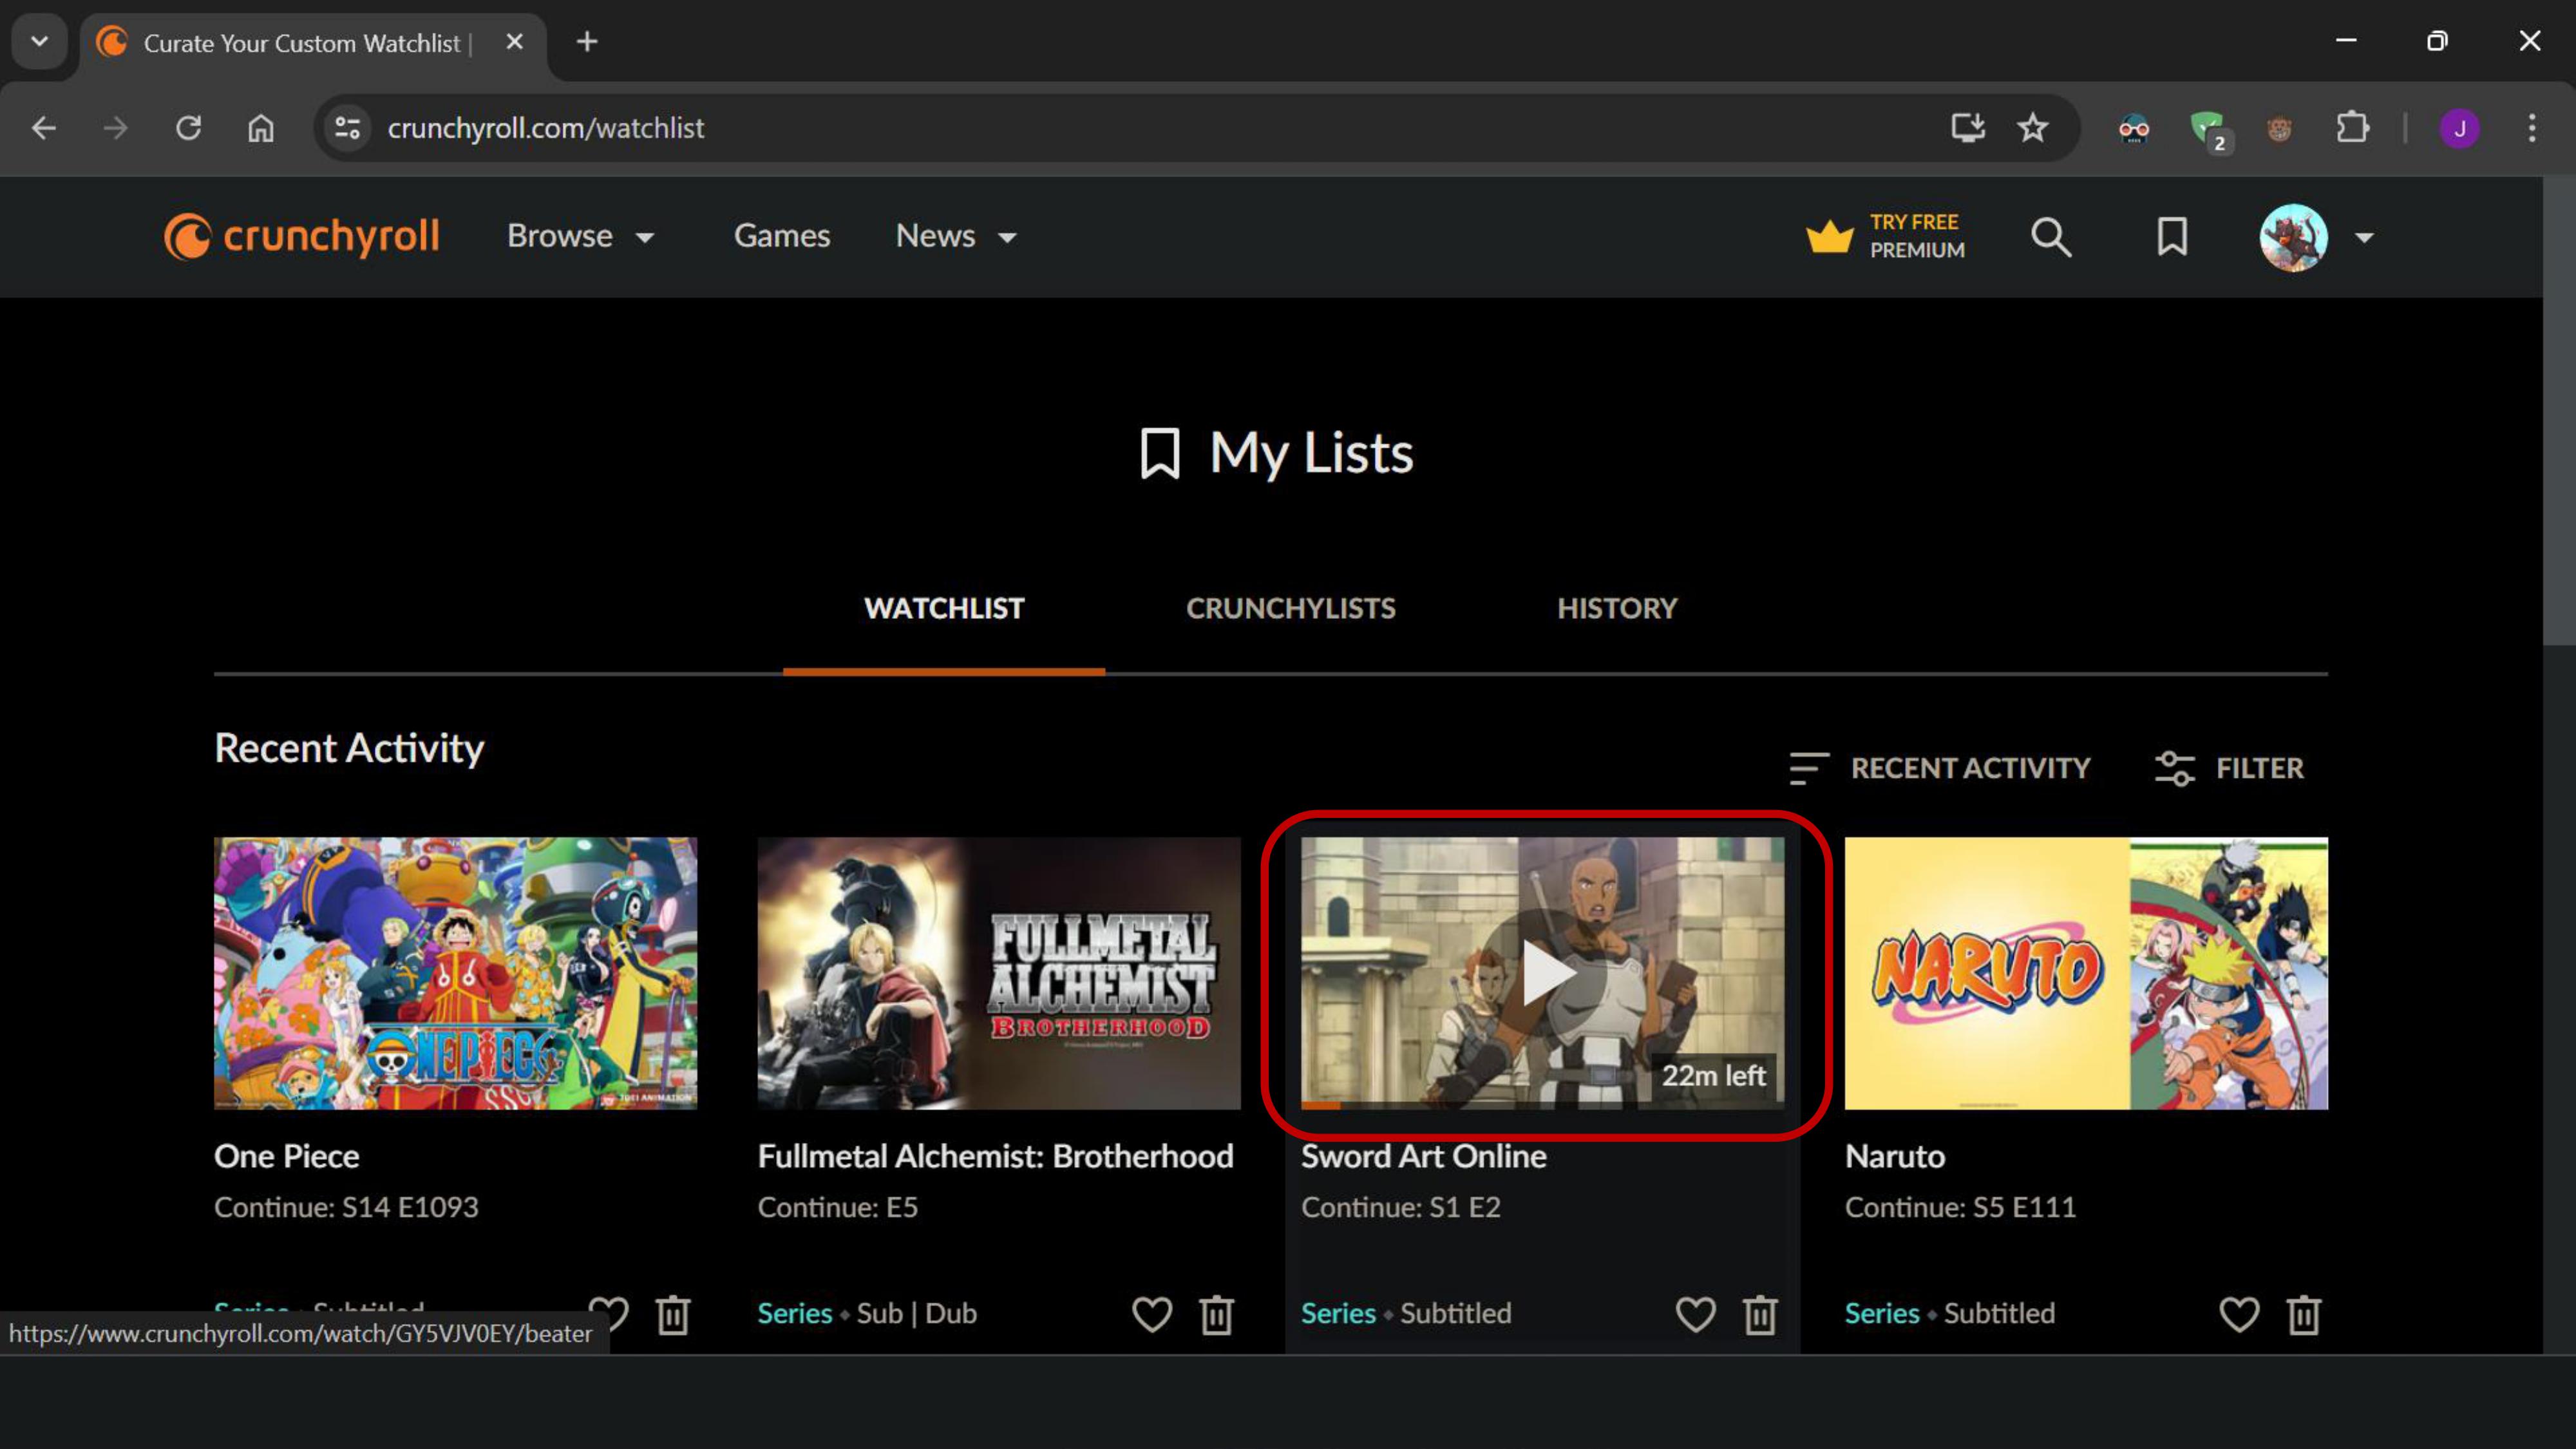 Curate Your Custom Watchlist |
crunchyroll.com/watchlist
2
J
crunchyroll
Browse
Games
News
TRY FREE
PREMIUM
My Lists
WATCHLIST
CRUNCHYLISTS
HISTORY
Recent Activity
RECENT ACTIVITY
FILTER
ONE PIECE
TOEI ANIMATION
FULLMETAL
ALCHEMIST
BROTHERHOOD
22m left
NARUTO
One Piece
Continue: S14 E1093
Fullmetal Alchemist: Brotherhood
Continue: E5
Sword Art Online
Continue: S1 E2
Naruto
Continue: S5 E111
Series ◆ Subtitled
Series ◆ Sub | Dub
Series ◆ Subtitled
Series ◆ Subtitled
https://www.crunchyroll.com/watch/GY5VJV0EY/beater